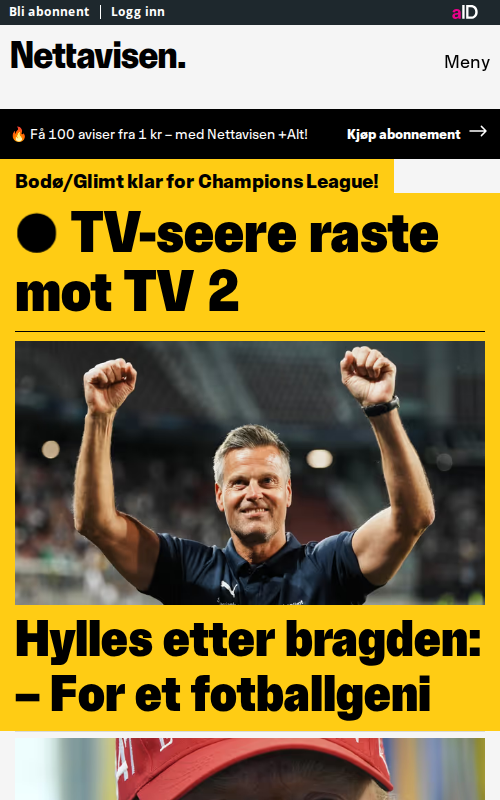 Bli abonnent | Logg inn
aID
Nettavisen.
Meny
🔥 Få 100 aviser fra 1 kr – med Nettavisen +Alt!
Kjøp abonnement →
Bodø/Glimt klar for Champions League!
● TV-seere raste
mot TV 2
Hylles etter bragden:
– For et fotballgeni